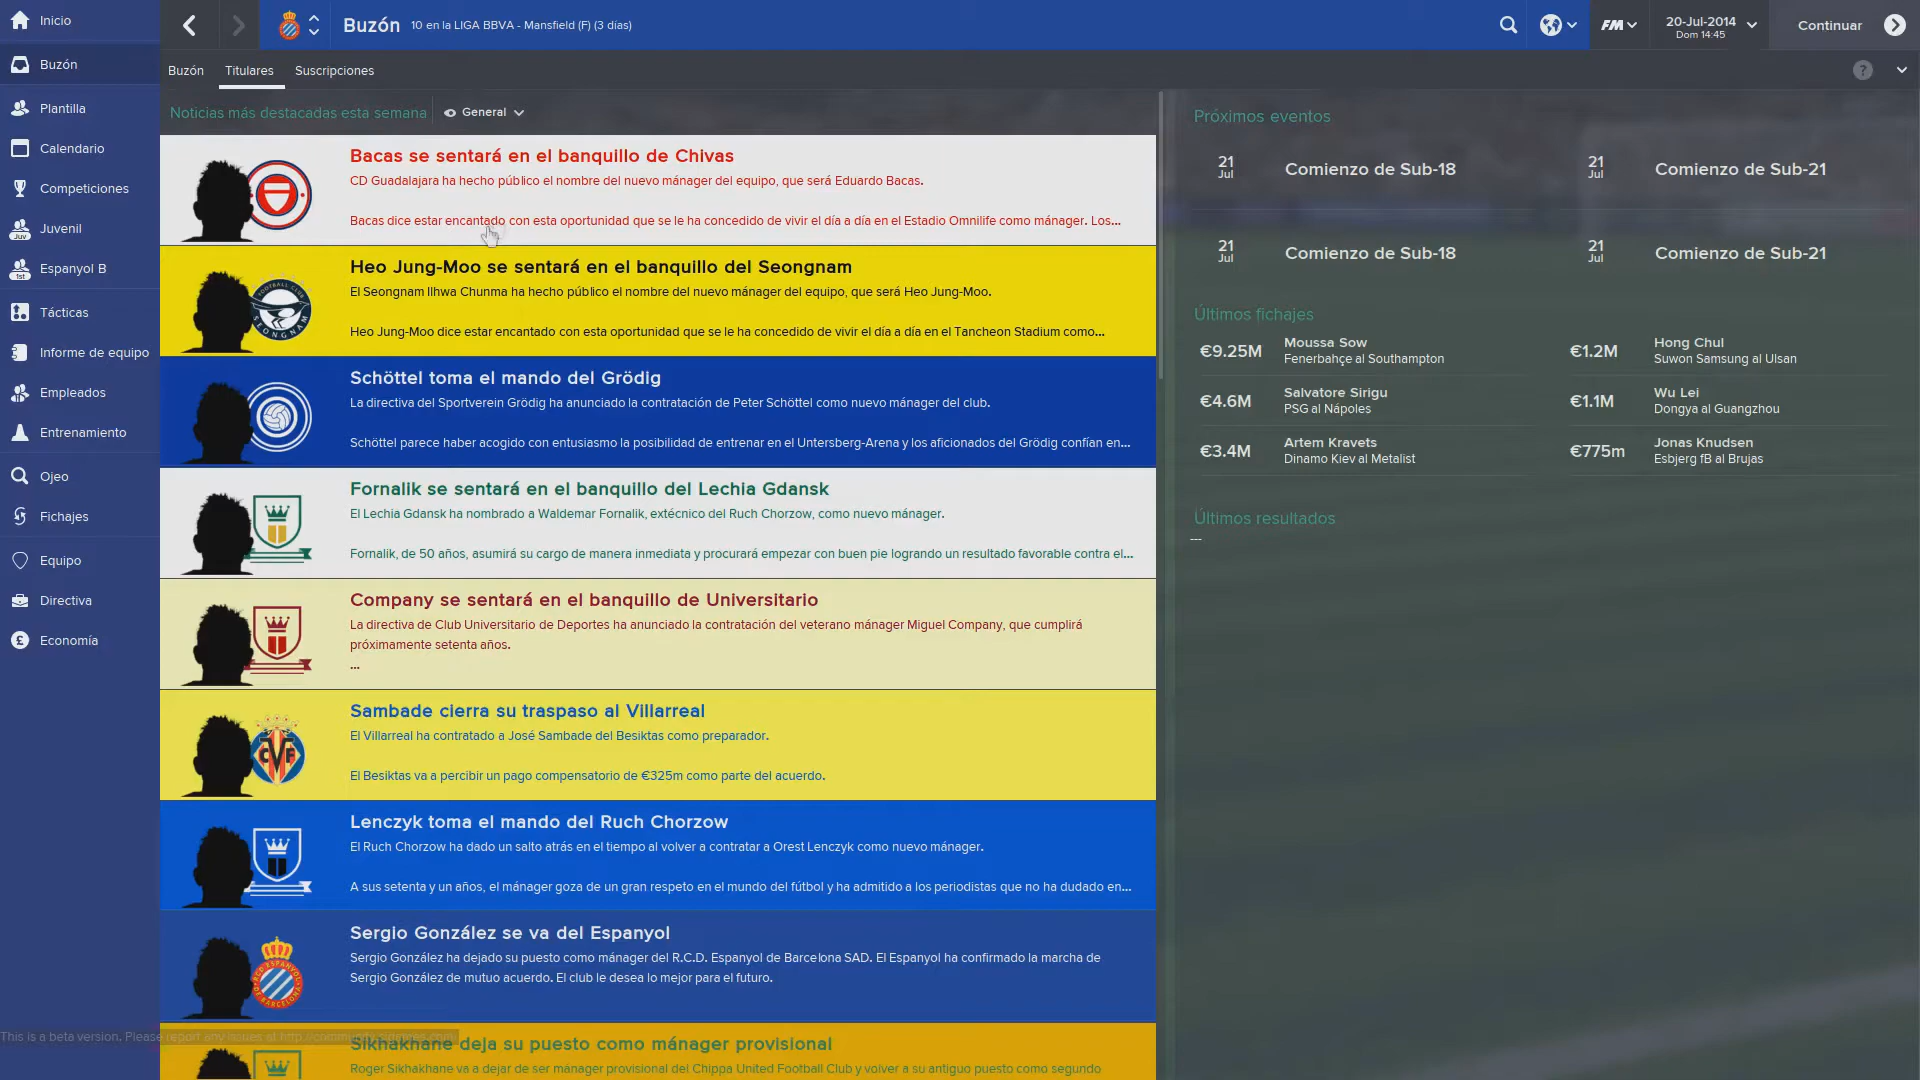 Inicio
Buzón
Plantilla
Calendario
Competiciones
Juv
Juvenil
1st
Espanyol B
Tácticas
Informe de equipo
Empleados
Entrenamiento
Ojeo
Fichajes
Equipo
Directiva
Economía
Buzón
10 en la LIGA BBVA - Mansfield (F) (3 días)
FM
20-Jul-2014
Dom 14:45
Continuar
Buzón Titulares Suscripciones
?
Noticias más destacadas esta semana
General
Bacas se sentará en el banquillo de Chivas
CD Guadalajara ha hecho público el nombre del nuevo mánager del equipo, que será Eduardo Bacas.
Bacas dice estar encantado con esta oportunidad que se le ha concedido de vivir el día a día en el Estadio Omnilife como mánager. Los...
Heo Jung-Moo se sentará en el banquillo del Seongnam
El Seongnam Ilhwa Chunma ha hecho público el nombre del nuevo mánager del equipo, que será Heo Jung-Moo.
Heo Jung-Moo dice estar encantado con esta oportunidad que se le ha concedido de vivir el día a día en el Tancheon Stadium como...
Schöttel toma el mando del Grödig
La directiva del Sportverein Grödig ha anunciado la contratación de Peter Schöttel como nuevo mánager del club.
Schöttel parece haber acogido con entusiasmo la posibilidad de entrenar en el Untersberg-Arena y los aficionados del Grödig confían en...
Fornalik se sentará en el banquillo del Lechia Gdansk
El Lechia Gdansk ha nombrado a Waldemar Fornalik, extécnico del Ruch Chorzow, como nuevo mánager.
Fornalik, de 50 años, asumirá su cargo de manera inmediata y procurará empezar con buen pie logrando un resultado favorable contra el...
Company se sentará en el banquillo de Universitario
La directiva de Club Universitario de Deportes ha anunciado la contratación del veterano mánager Miguel Company, que cumplirá
próximamente setenta años.
...
Sambade cierra su traspaso al Villarreal
El Villarreal ha contratado a José Sambade del Besiktas como preparador.
El Besiktas va a percibir un pago compensatorio de €325m como parte del acuerdo.
Lenczyk toma el mando del Ruch Chorzow
El Ruch Chorzow ha dado un salto atrás en el tiempo al volver a contratar a Orest Lenczyk como nuevo mánager.
A sus setenta y un años, el mánager goza de un gran respeto en el mundo del fútbol y ha admitido a los periodistas que no ha dudado en...
Sergio González se va del Espanyol
Sergio González ha dejado su puesto como mánager del R.C.D. Espanyol de Barcelona SAD. El Espanyol ha confirmado la marcha de
Sergio González de mutuo acuerdo. El club le desea lo mejor para el futuro.
Sikhakhane deja su puesto como mánager provisional
Roger Sikhakhane va a dejar de ser mánager provisional del Chippa United Football Club y volver a su antiguo puesto como segundo
This is a beta version. Please report any issues at
Próximos eventos
21 Jul Comienzo de Sub-18
21 Jul Comienzo de Sub-21
21 Jul Comienzo de Sub-18
21 Jul Comienzo de Sub-21
Últimos fichajes
€9.25M Moussa Sow
Fenerbahçe al Southampton
€1.2M Hong Chul
Suwon Samsung al Ulsan
€4.6M Salvatore Sirigu
PSG al Nápoles
€1.1M Wu Lei
Dongya al Guangzhou
€3.4M Artem Kravets
Dinamo Kiev al Metalist
€775m Jonas Knudsen
Esbjerg fB al Brujas
Últimos resultados
---